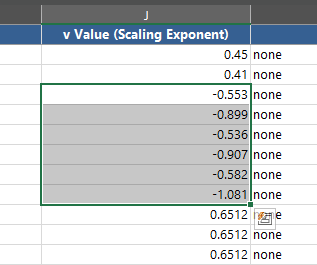 J
v Value (Scaling Exponent)
0.45 none
0.41 none
-0.553 none
-0.899 none
-0.536 none
-0.907 none
-0.582 none
-1.081 none
0.6512
0.6512 none
0.6512 none